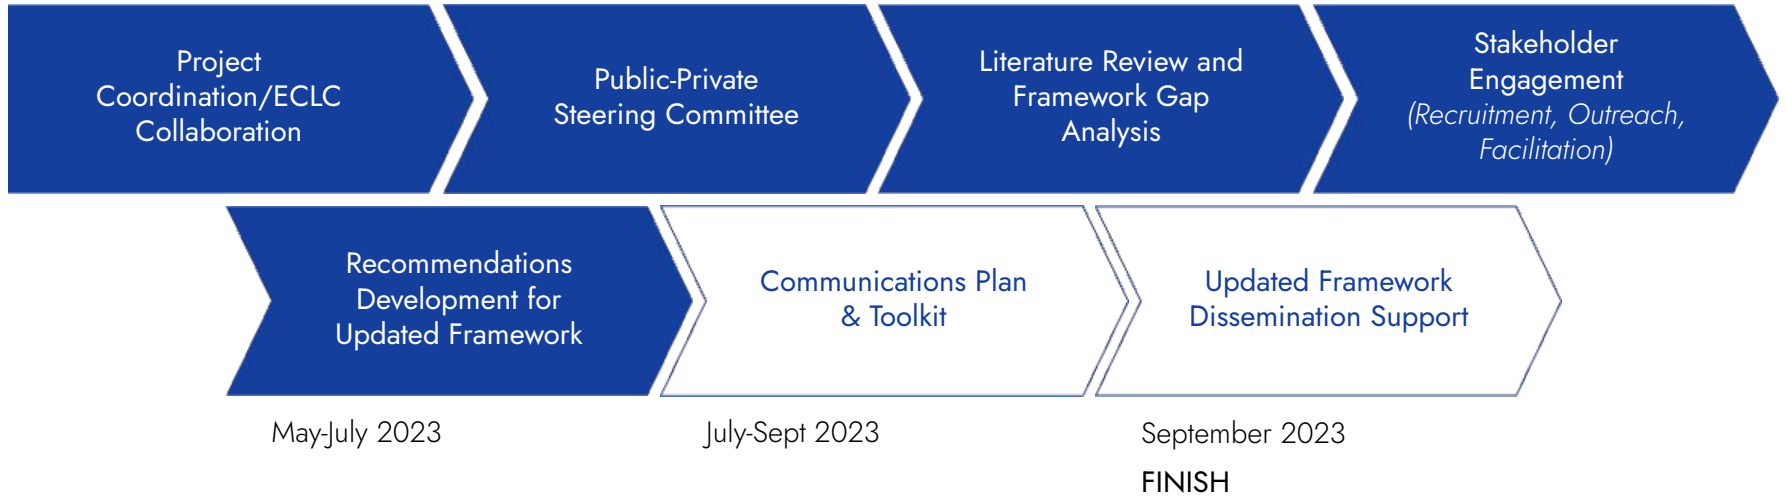 Project
Coordination/ECLC
Collaboration
Public-Private
Steering Committee
Literature Review and
Framework Gap
Analysis
Stakeholder
Engagement
(Recruitment, Outreach,
Facilitation)
Recommendations
Development for
Updated Framework
Communications Plan
& Toolkit
Updated Framework
Dissemination Support
May-July 2023
July-Sept 2023
September 2023
FINISH